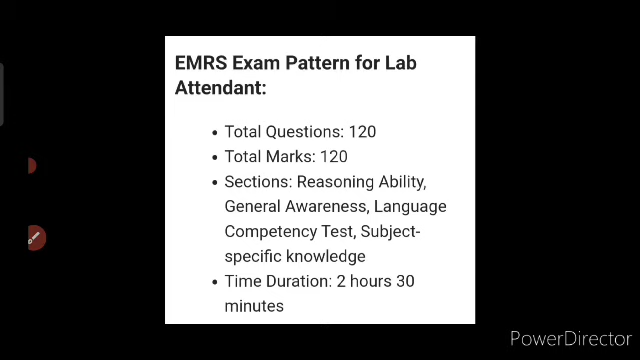 EMRS Exam Pattern for Lab
Attendant:
• Total Questions: 120
• Total Marks: 120
• Sections: Reasoning Ability,
General Awareness, Language
Competency Test, Subject-
specific knowledge
• Time Duration: 2 hours 30
minutes
PowerDirector